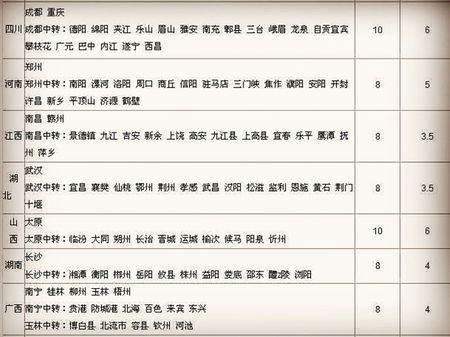 四川
成都 重庆
成都中转：德阳 绵阳 夹江 乐山 眉山 雅安 南充 郫县 三台 峨眉 龙泉 自贡宜宾
攀枝花 广元 巴中 内江 遂宁 西昌
10 6
河南
郑州
郑州中转：南阳 漯河 洛阳 周口 商丘 信阳 驻马店 三门峡 焦作 濮阳 安阳 开封
许昌 新乡 平顶山 济源 鹤壁
8 5
江西
南昌 赣州
南昌中转：景德镇 九江 吉安 新余 上饶 高安 九江县 上高县 宜春 乐平 鹰潭 抚
州 萍乡
8 3.5
湖
北
武汉
武汉中转：宜昌 襄樊 仙桃 鄂州 荆州 孝感 武昌 汉阳 松滋 监利 恩施 黄石 荆门
十堰
8 3.5
山
西
太原
太原中转：临汾 大同 朔州 长治 晋城 运城 榆次 候马 阳泉 忻州
10 6
湖南
长沙
长沙中转：湘潭 衡阳 郴州 岳阳 攸县 株州 益阳 娄底 邵东 醴陵 浏阳
8 4
广西
南宁 桂林 柳州 玉林 梧州
南宁中转：贵港 防城港 北海 百色 来宾 东兴
玉林中转：博白县 北流市 容县 钦州 河池
8 4